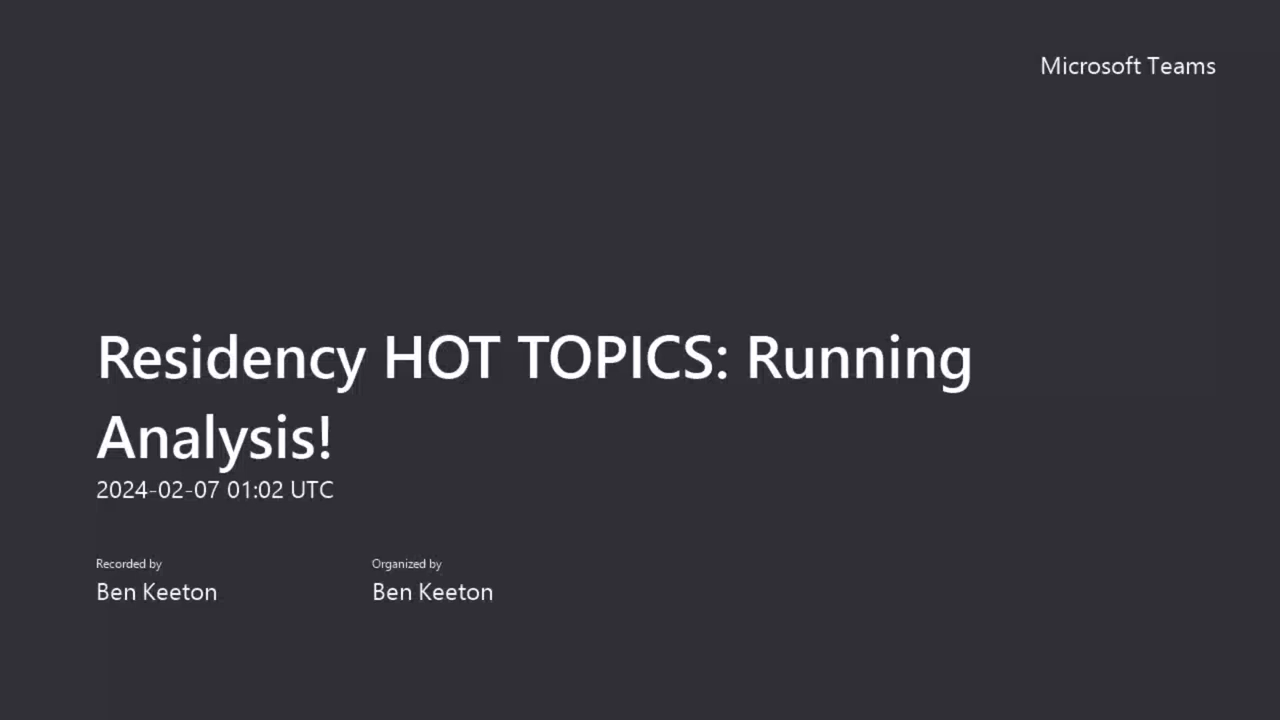 Microsoft Teams
Residency HOT TOPICS: Running
Analysis!
2024-02-07 01:02 UTC
Recorded by
Organized by
Ben Keeton
Ben Keeton